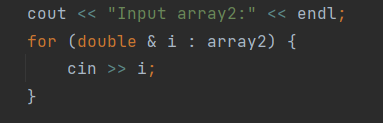 cout << "Input array2:" << endl;
for (double & i : array2) {
    cin >> i;
}